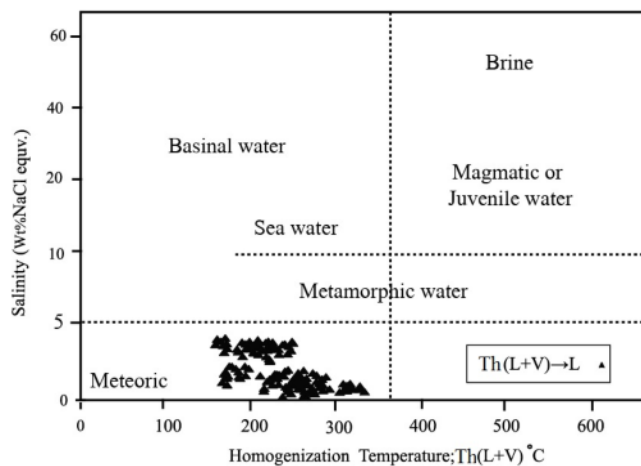 60
Brine
40
Basinal water
Magmatic or
Juvenile water
20
Sea water
10
Metamorphic water
5
Th(L+V)→L ▲
Meteoric
0
0 100 200 300 400 500 600
Homogenization Temperature;Th(L+V) °C
Salinity (Wt%NaCl equv.)